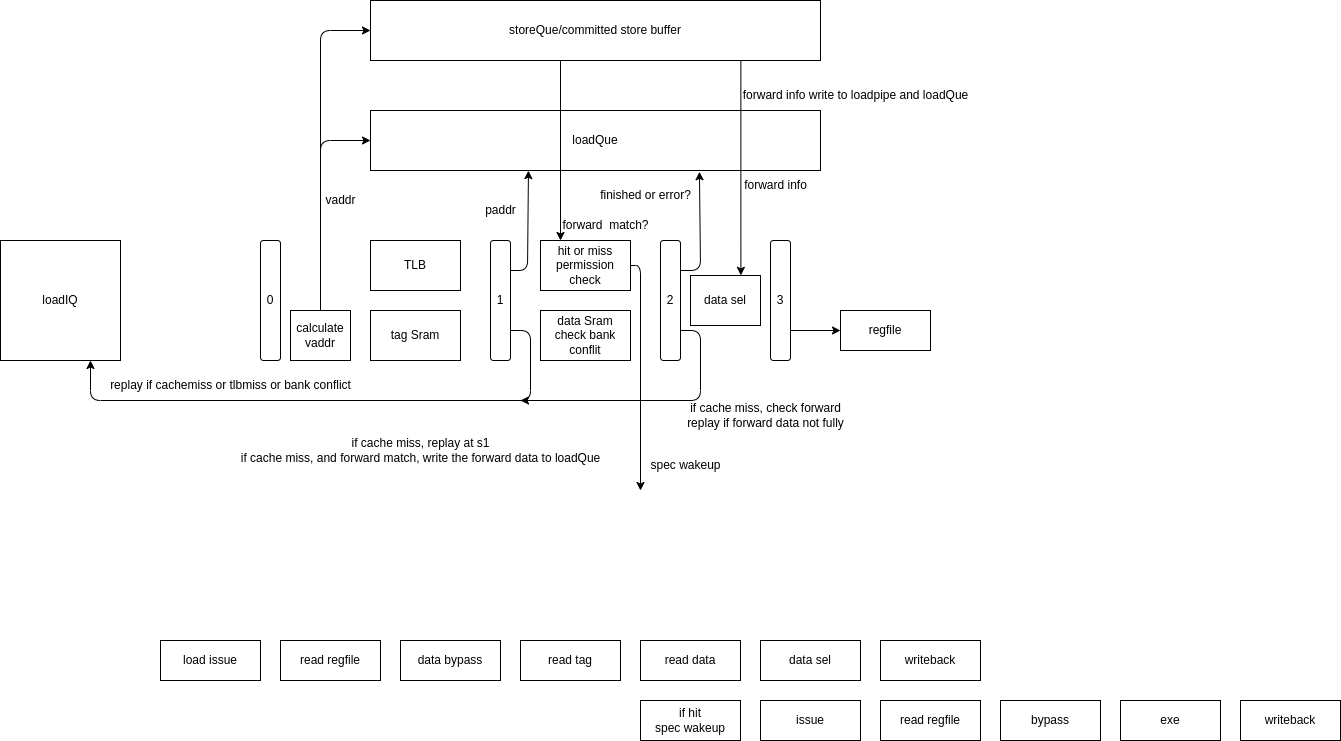 storeQue/committed store buffer
forward info write to loadpipe and loadQue
loadQue
forward info
finished or error?
vaddr
paddr
forward  match?
loadIQ
0
calculate
vaddr
TLB
tag Sram
1
hit or miss
permission
check
data Sram
check bank
conflit
2
data sel
3
regfile
replay if cachemiss or tlbmiss or bank conflict
if cache miss, check forward
replay if forward data not fully
if cache miss, replay at s1
if cache miss, and forward match, write the forward data to loadQue
spec wakeup
load issue
read regfile
data bypass
read tag
read data
data sel
writeback
if hit
spec wakeup
issue
read regfile
bypass
exe
writeback